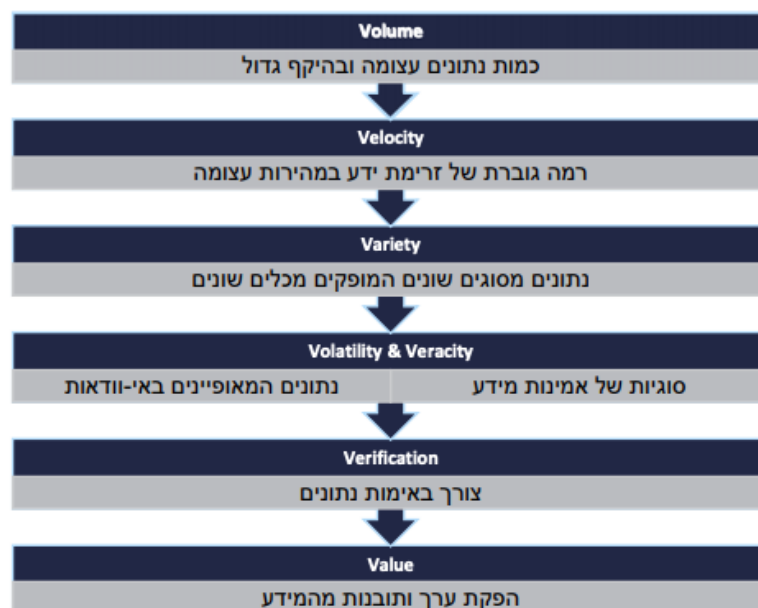 Volume
כמות נתונים עצומה ובהיקף גדול
Velocity
רמה גוברת של זרימת ידע במהירות עצומה
Variety
נתונים מסוגים שונים המופקים מכלים שונים
Volatility & Veracity
סוגיות של אמינות מידע
נתונים המאופיינים באי-וודאות
Verification
צורך באימות נתונים
Value
הפקת ערך ותובנות מהמידע